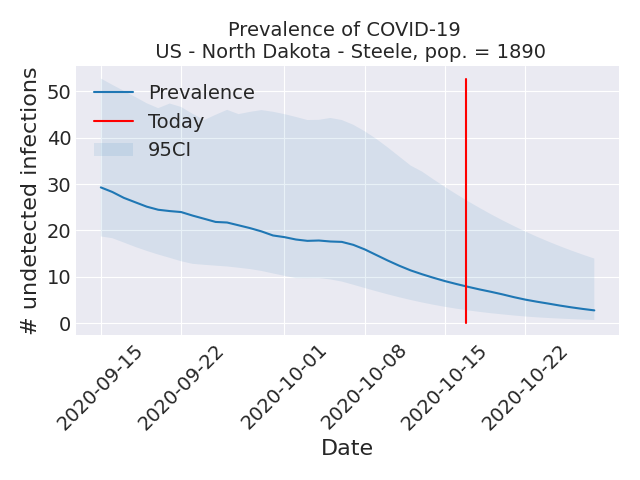 Prevalence of COVID-19
US - North Dakota - Steele, pop. = 1890
# undetected infections
50
40
30
20
10
0
Prevalence
Today
95CI
2020-09-15
2020-09-22
2020-10-01
2020-10-08
2020-10-15
2020-10-22
Date